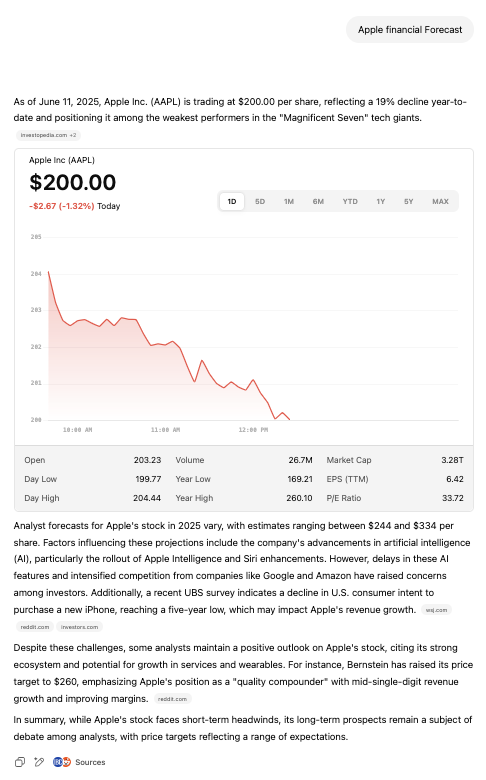 Apple financial Forecast
As of June 11, 2025, Apple Inc. (AAPL) is trading at $200.00 per share, reflecting a 19% decline year-to-
date and positioning it among the weakest performers in the "Magnificent Seven" tech giants.
investopedia.com +2
Apple Inc (AAPL)
$200.00
-$2.67 (-1.32%) Today
1D 5D 1M 6M YTD 1Y 5Y MAX
205
204
203
202
201
200
10:00 AM 11:00 AM 12:00 PM
Open 203.23 Volume 26.7M Market Cap 3.28T
Day Low 199.77 Year Low 169.21 EPS (TTM) 6.42
Day High 204.44 Year High 260.10 P/E Ratio 33.72
Analyst forecasts for Apple's stock in 2025 vary, with estimates ranging between $244 and $334 per
share. Factors influencing these projections include the company's advancements in artificial intelligence
(AI), particularly the rollout of Apple Intelligence and Siri enhancements. However, delays in these AI
features and intensified competition from companies like Google and Amazon have raised concerns
among investors. Additionally, a recent UBS survey indicates a decline in U.S. consumer intent to
purchase a new iPhone, reaching a five-year low, which may impact Apple's revenue growth. wsj.com
reddit.com investors.com
Despite these challenges, some analysts maintain a positive outlook on Apple's stock, citing its strong
ecosystem and potential for growth in services and wearables. For instance, Bernstein has raised its price
target to $260, emphasizing Apple's position as a "quality compounder" with mid-single-digit revenue
growth and improving margins. reddit.com
In summary, while Apple's stock faces short-term headwinds, its long-term prospects remain a subject of
debate among analysts, with price targets reflecting a range of expectations.
Sources